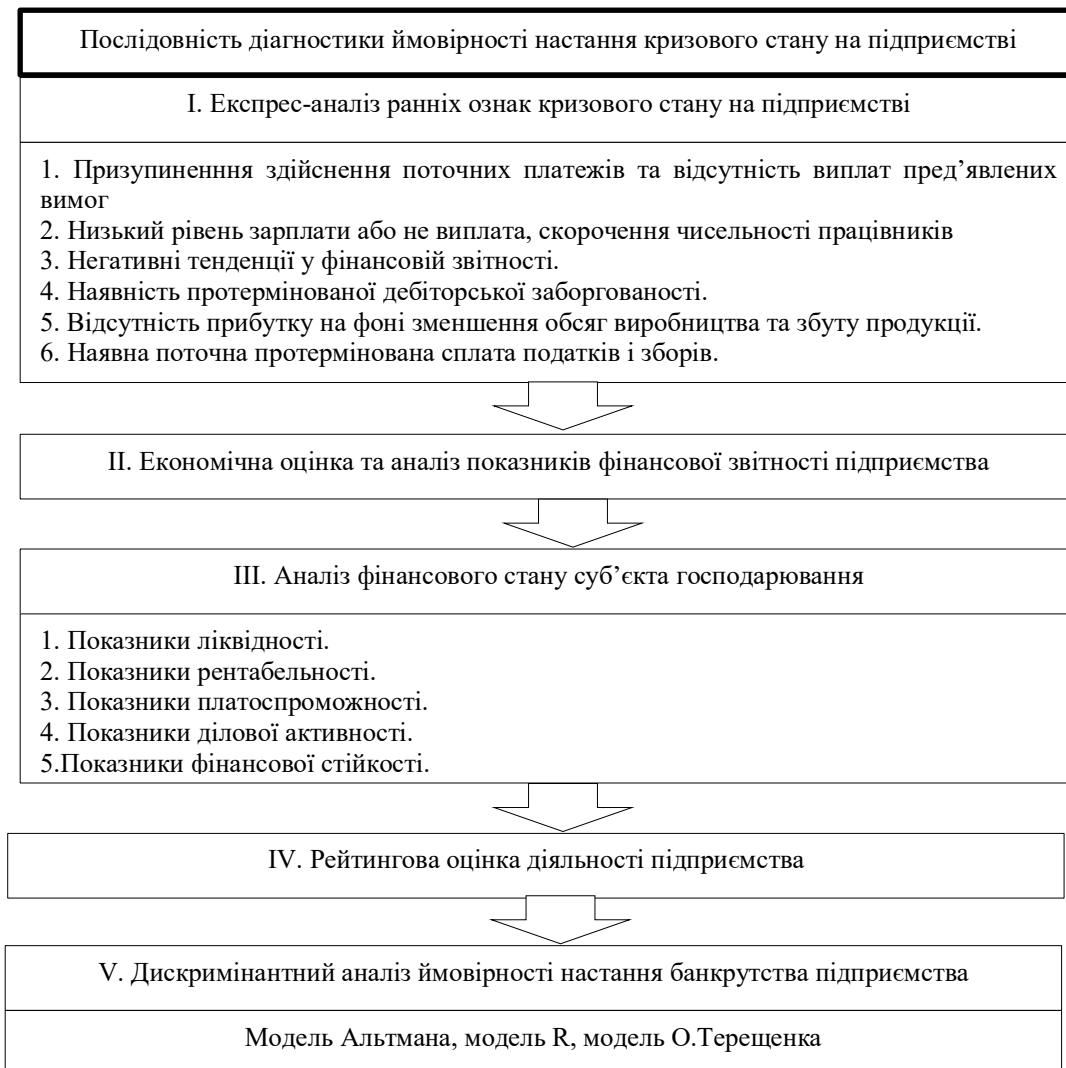 Послідовність діагностики ймовірності настання кризового стану на підприємстві
І. Експрес-аналіз ранніх ознак кризового стану на підприємстві
1. Призупиненння здійснення поточних платежів та відсутність виплат пред’явлених
вимог
2. Низький рівень зарплати або не виплата, скорочення чисельності працівників
3. Негативні тенденції у фінансовій звітності.
4. Наявність протермінованої дебіторської заборгованості.
5. Відсутність прибутку на фоні зменшення обсяг виробництва та збуту продукції.
6. Наявна поточна протермінована сплата податків і зборів.
ІІ. Економічна оцінка та аналіз показників фінансової звітності підприємства
ІІІ. Аналіз фінансового стану суб’єкта господарювання
1. Показники ліквідності.
2. Показники рентабельності.
3. Показники платоспроможності.
4. Показники ділової активності.
5.Показники фінансової стійкості.
IV. Рейтингова оцінка діяльності підприємства
V. Дискримінантний аналіз ймовірності настання банкрутства підприємства
Модель Альтмана, модель R, модель О.Терещенка